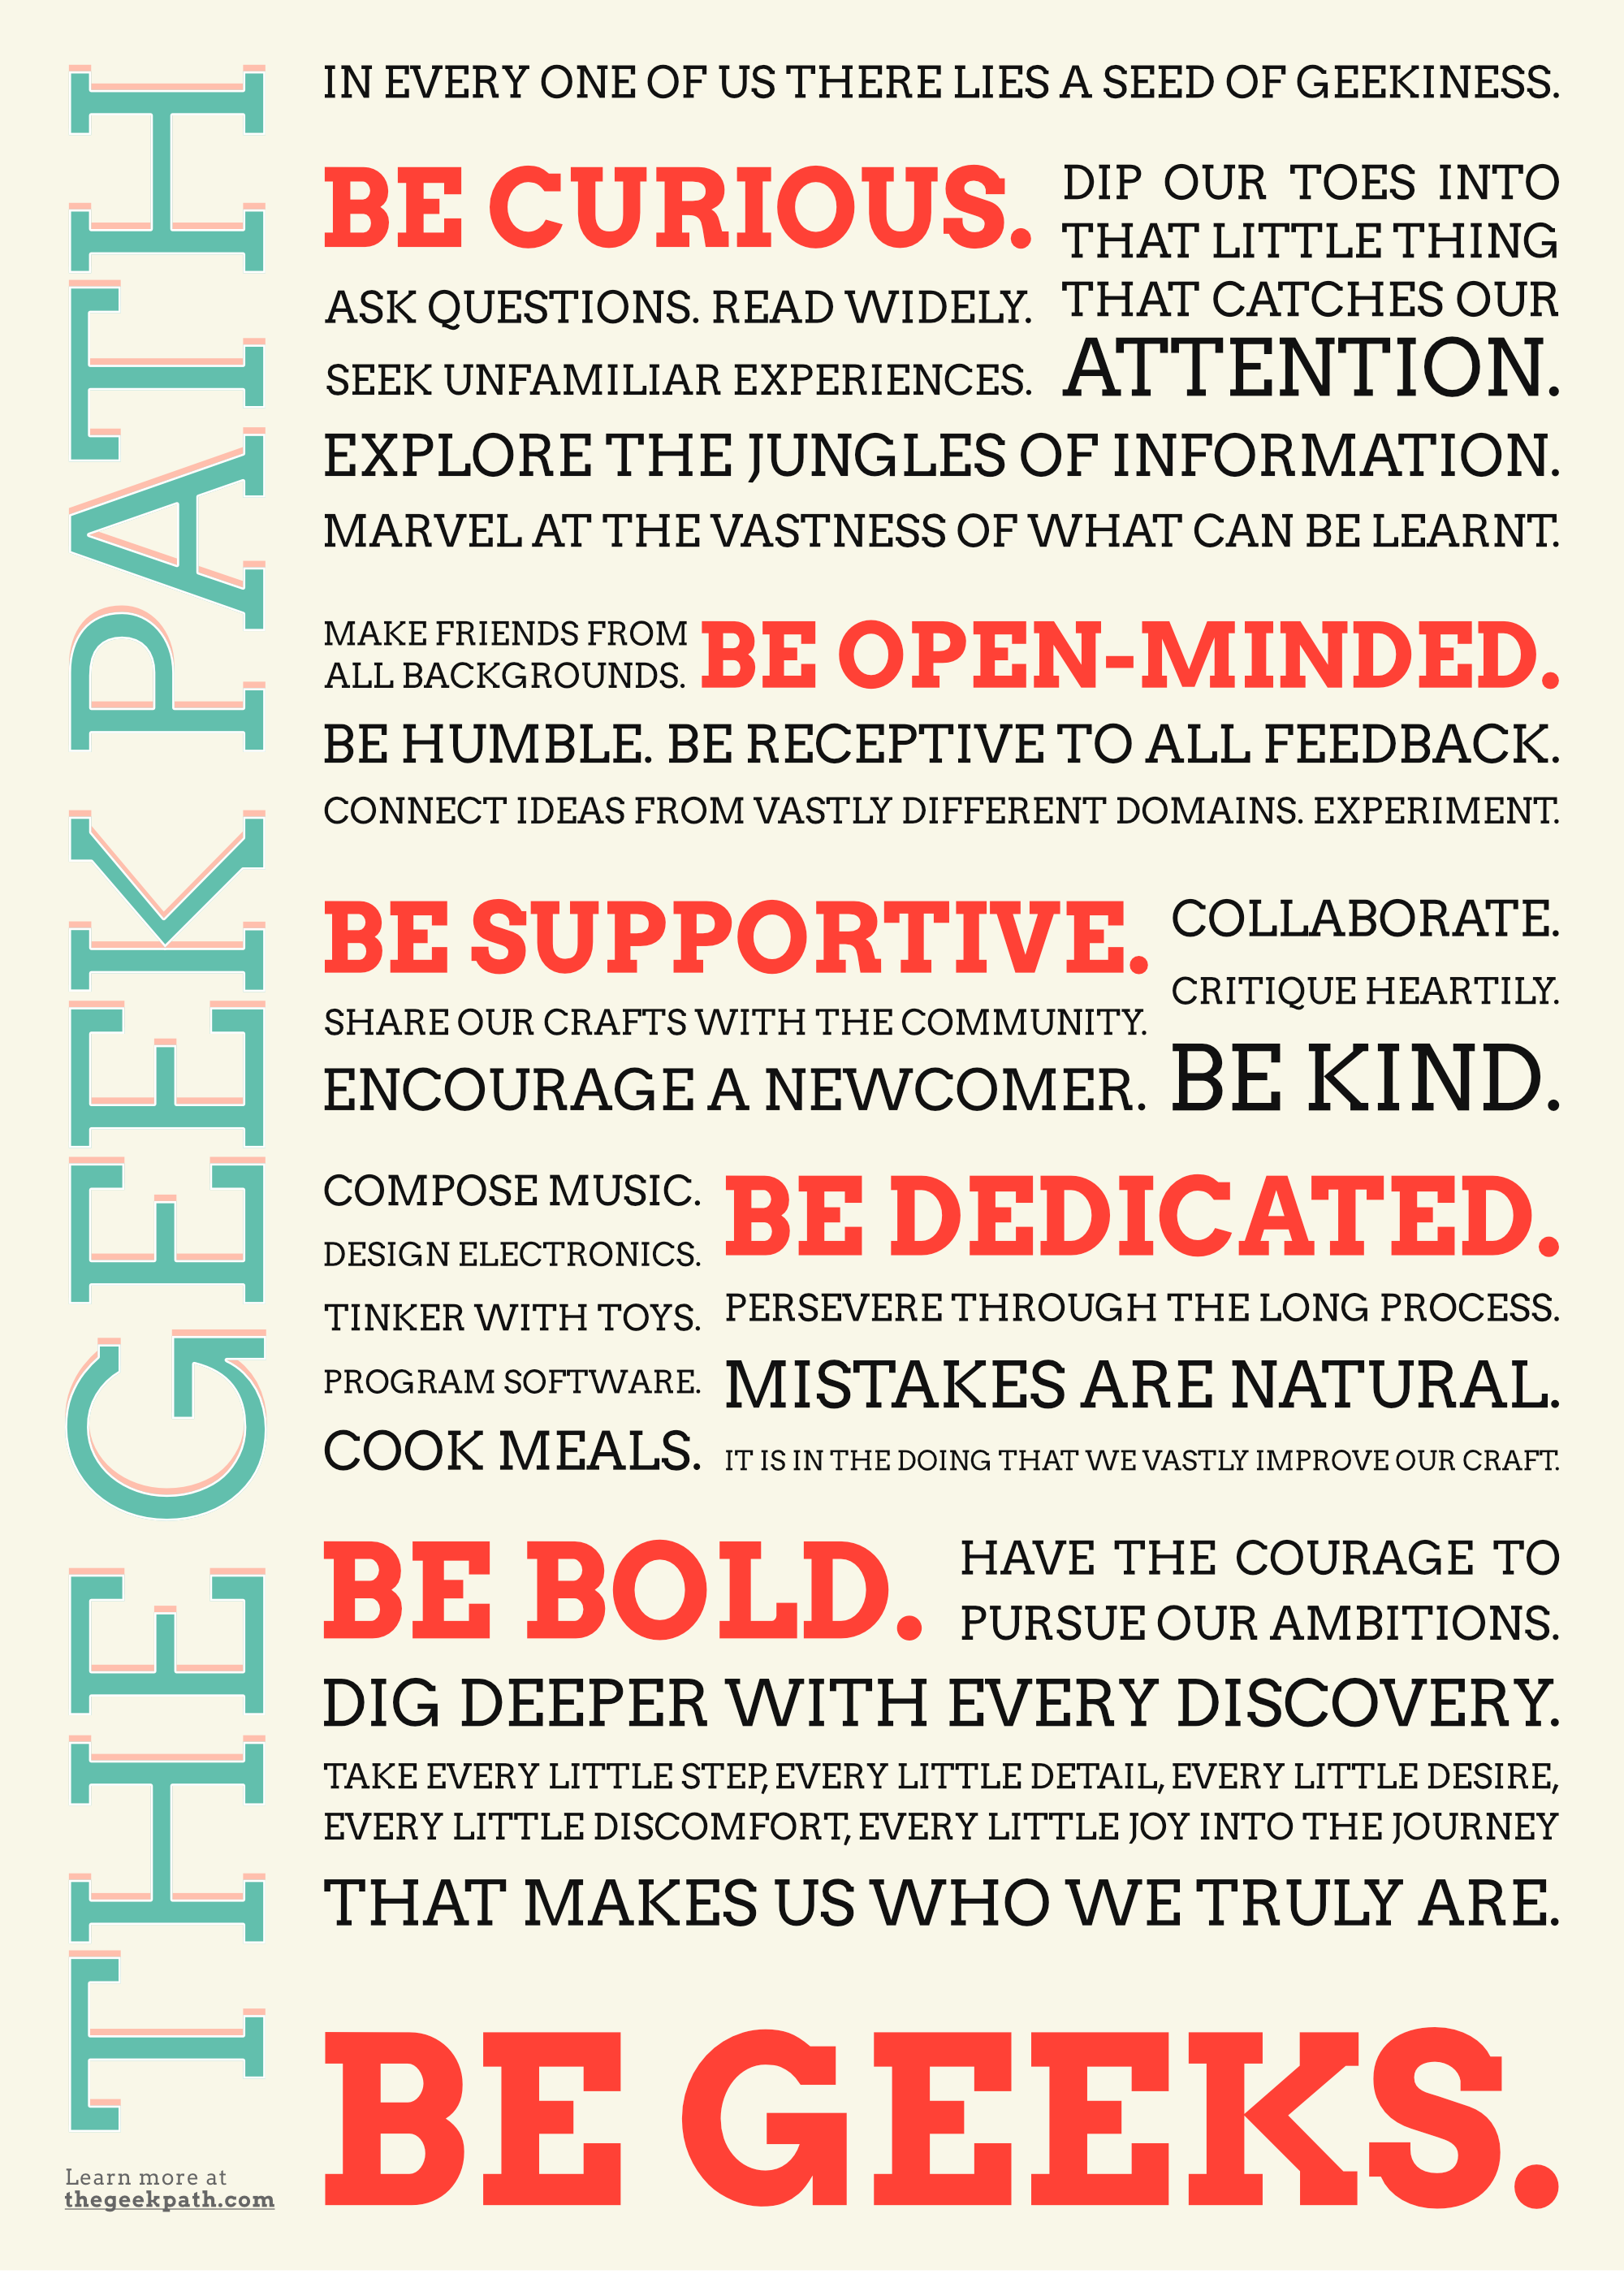 THE GEEK PATH
IN EVERY ONE OF US THERE LIES A SEED OF GEEKINESS.
BE CURIOUS.
ASK QUESTIONS. READ WIDELY.
SEEK UNFAMILIAR EXPERIENCES.
DIP OUR TOES INTO
THAT LITTLE THING
THAT CATCHES OUR
ATTENTION.
EXPLORE THE JUNGLES OF INFORMATION.
MARVEL AT THE VASTNESS OF WHAT CAN BE LEARNT.
MAKE FRIENDS FROM
ALL BACKGROUNDS.
BE OPEN-MINDED.
BE HUMBLE. BE RECEPTIVE TO ALL FEEDBACK.
CONNECT IDEAS FROM VASTLY DIFFERENT DOMAINS. EXPERIMENT.
BE SUPPORTIVE.
SHARE OUR CRAFTS WITH THE COMMUNITY.
ENCOURAGE A NEWCOMER.
COLLABORATE.
CRITIQUE HEARTILY.
BE KIND.
COMPOSE MUSIC.
DESIGN ELECTRONICS.
TINKER WITH TOYS.
PROGRAM SOFTWARE.
COOK MEALS.
BE DEDICATED.
PERSEVERE THROUGH THE LONG PROCESS.
MISTAKES ARE NATURAL.
IT IS IN THE DOING THAT WE VASTLY IMPROVE OUR CRAFT.
BE BOLD.
HAVE THE COURAGE TO
PURSUE OUR AMBITIONS.
DIG DEEPER WITH EVERY DISCOVERY.
TAKE EVERY LITTLE STEP, EVERY LITTLE DETAIL, EVERY LITTLE DESIRE,
EVERY LITTLE DISCOMFORT, EVERY LITTLE JOY INTO THE JOURNEY
THAT MAKES US WHO WE TRULY ARE.
BE GEEKS.
Learn more at
thegeekpath.com